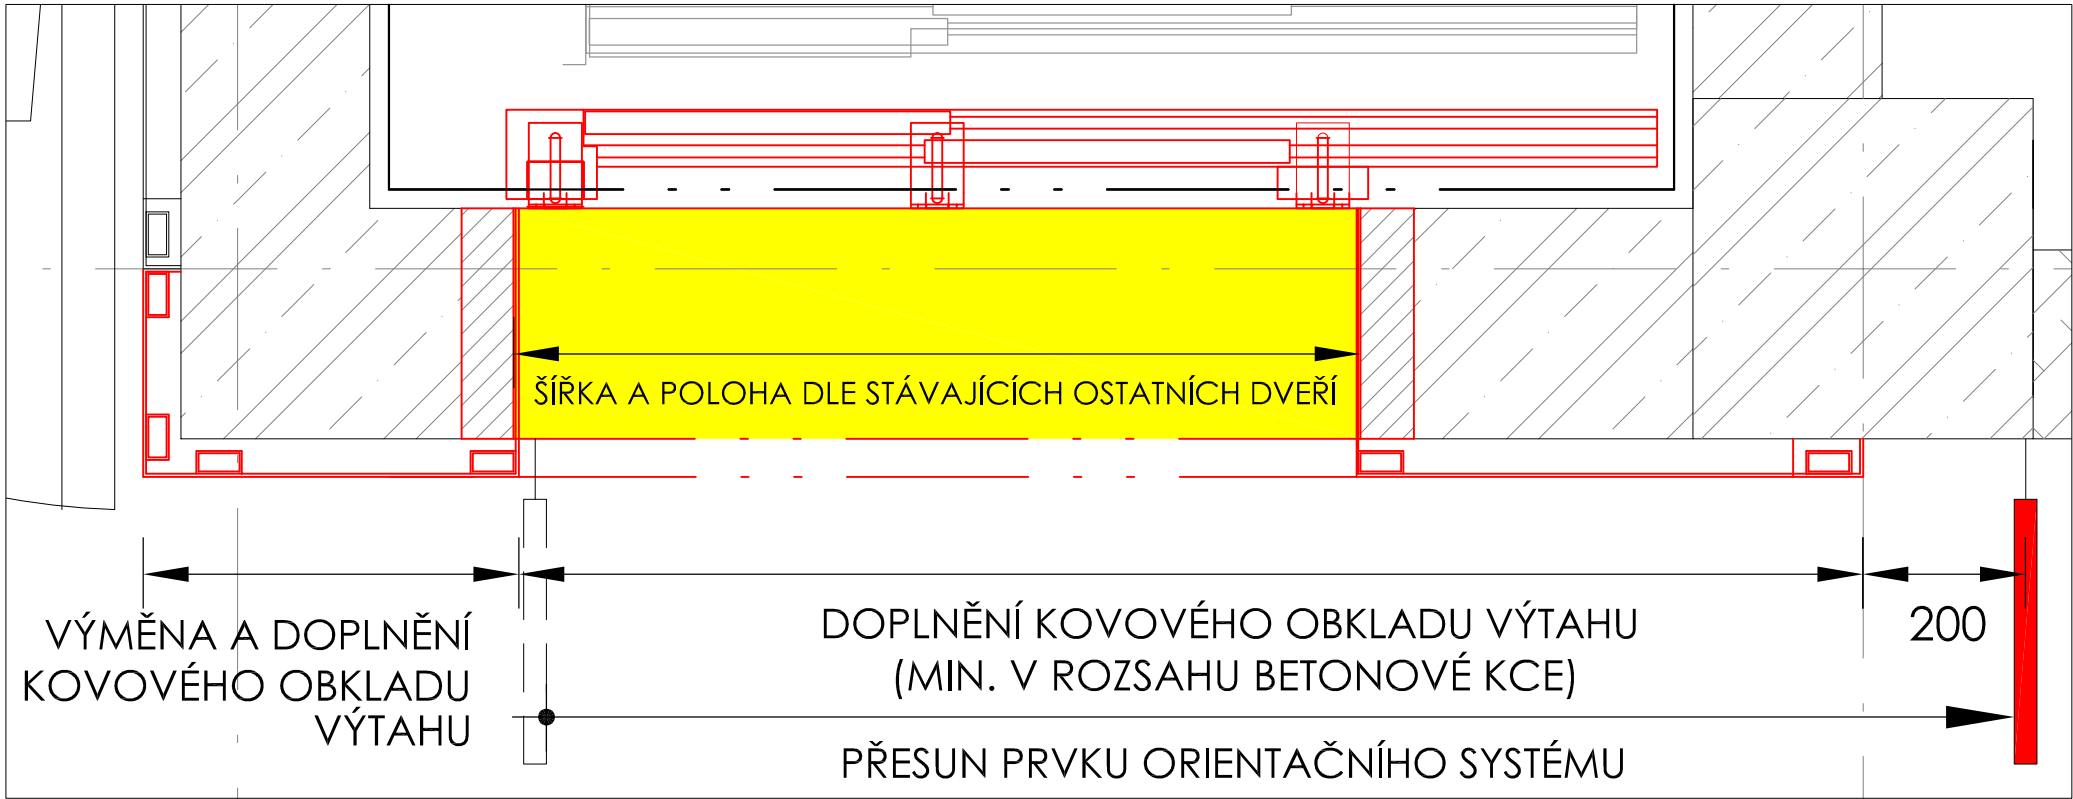 ŠÍŘKA A POLOHA DLE STÁVAJÍCÍCH OSTATNÍCH DVEŘÍ
VÝMĚNA A DOPLNĚNÍ
KOVOVÉHO OBKLADU
VÝTAHU
DOPLNĚNÍ KOVOVÉHO OBKLADU VÝTAHU
(MIN. V ROZSAHU BETONOVÉ KCE)
200
PŘESUN PRVKU ORIENTAČNÍHO SYSTÉMU